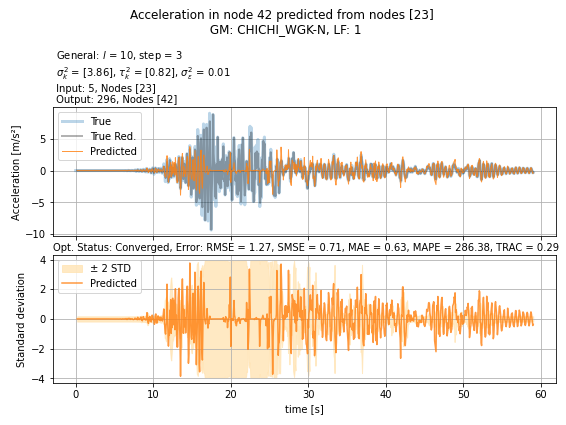 Acceleration in node 42 predicted from nodes [23]
GM: CHICHI_WGK-N, LF: 1
General: l = 10, step = 3
σ²ₖ = [3.86], τ²ₖ = [0.82], σ²ε = 0.01
Input: 5, Nodes [23]
Output: 296, Nodes [42]
True
True Red.
Predicted
Acceleration [m/s²]
5
0
−5
−10
Opt. Status: Converged, Error: RMSE = 1.27, SMSE = 0.71, MAE = 0.63, MAPE = 286.38, TRAC = 0.29
± 2 STD
Predicted
Standard deviation
4
2
0
−2
−4
0 10 20 30 40 50 60
time [s]